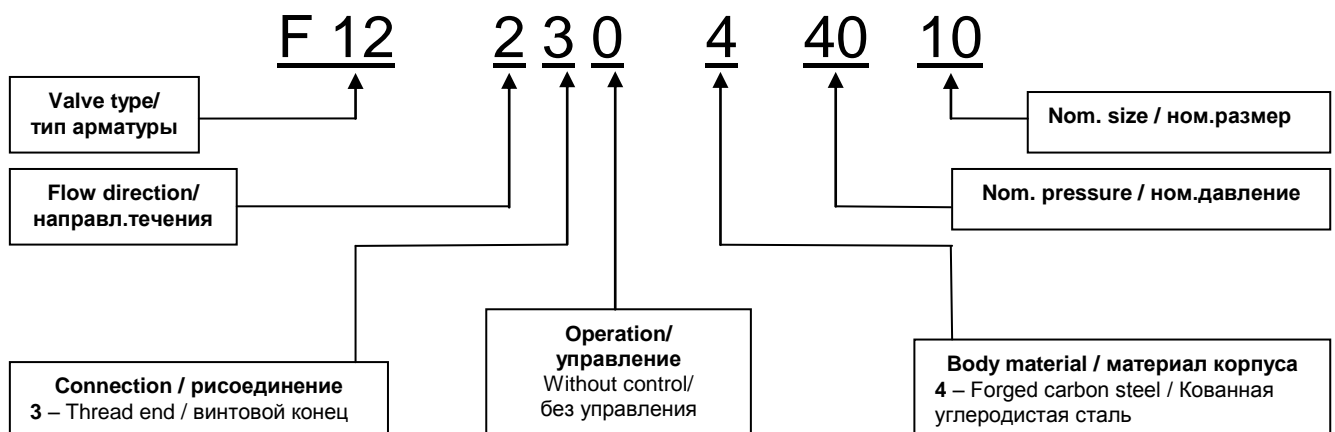 F 12 2 3 0 4 40 10
Valve type/
тип арматуры
Nom. size / ном.размер
Flow direction/
направл.течения
Nom. pressure / ном.давление
Connection / рисоединение
3 – Thread end / винтовой конец
Operation/
управление
Without control/
без управления
Body material / материал корпуса
4 – Forged carbon steel / Кованная
углеродистая сталь